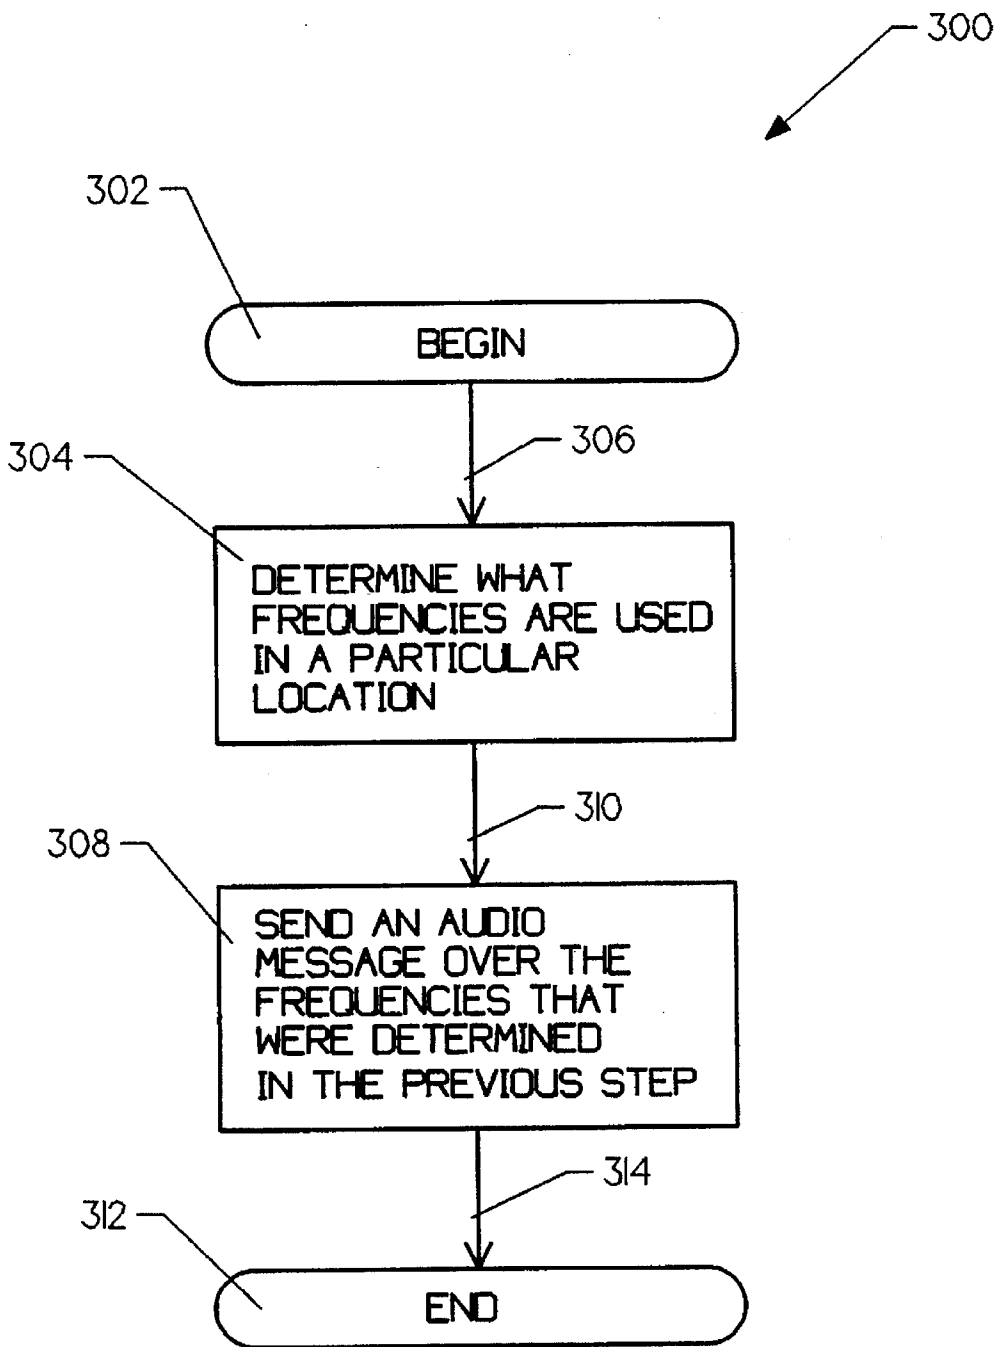 300
302
BEGIN
306
304
DETERMINE WHAT
FREQUENCIES ARE USED
IN A PARTICULAR
LOCATION
310
308
SEND AN AUDIO
MESSAGE OVER THE
FREQUENCIES THAT
WERE DETERMINED
IN THE PREVIOUS STEP
314
312
END